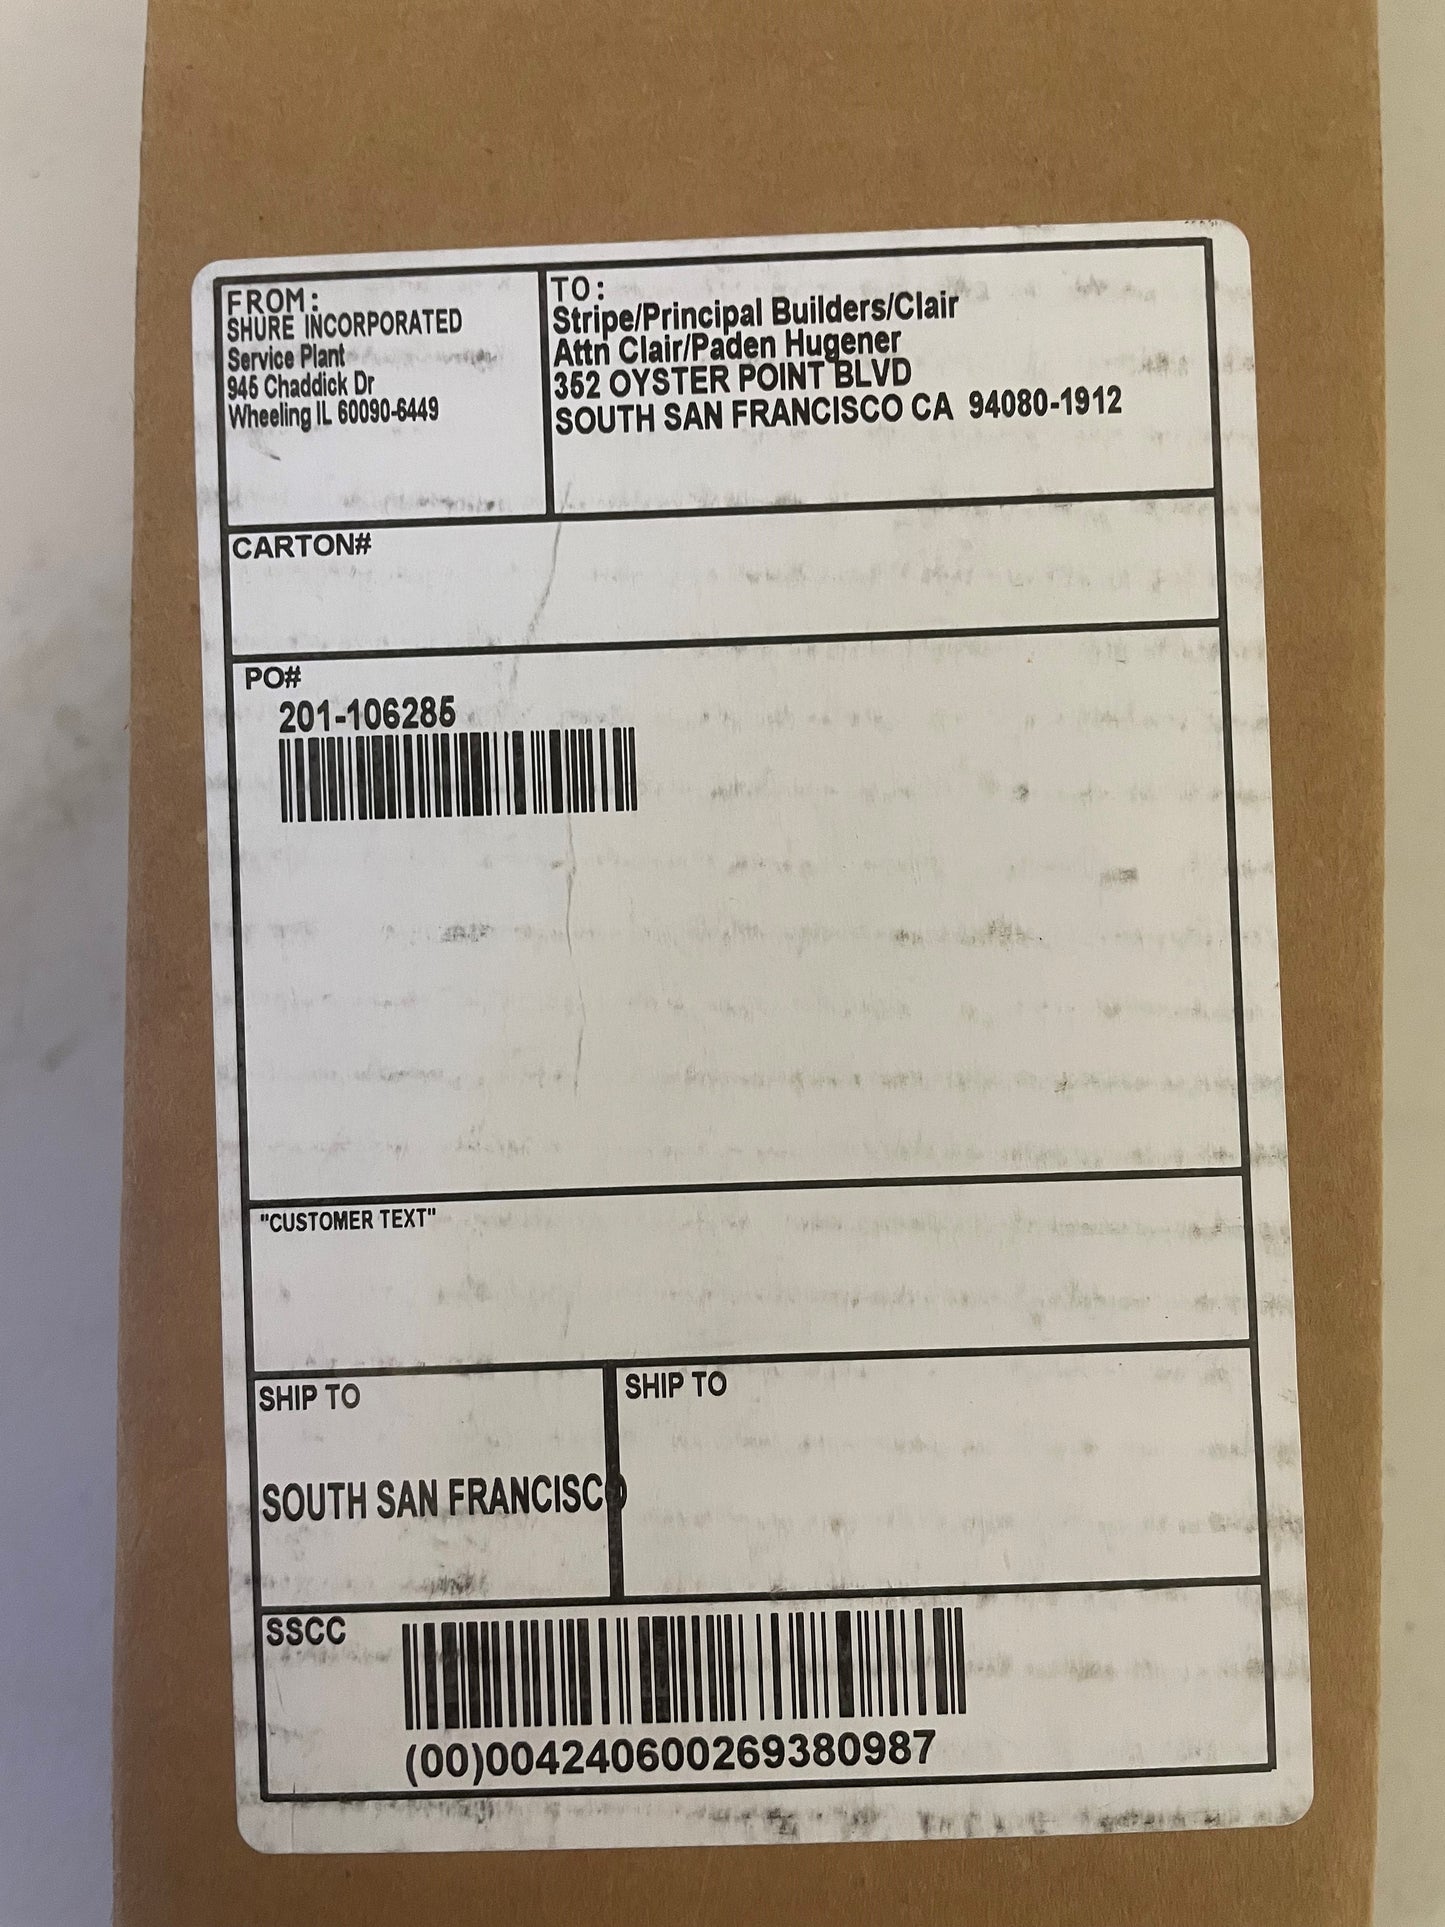 FROM:
SHURE INCORPORATED
Service Plant
945 Chaddick Dr
Wheeling IL 60090-6449
TO:
Stripe/Principal Builders/Clair
Attn Clair/Paden Hugener
352 OYSTER POINT BLVD
SOUTH SAN FRANCISCO CA 94080-1912
CARTON#
PO#
201-106285
"CUSTOMER TEXT"
SHIP TO
SOUTH SAN FRANCISCO
SHIP TO
SSCC
(00)004240600269380987